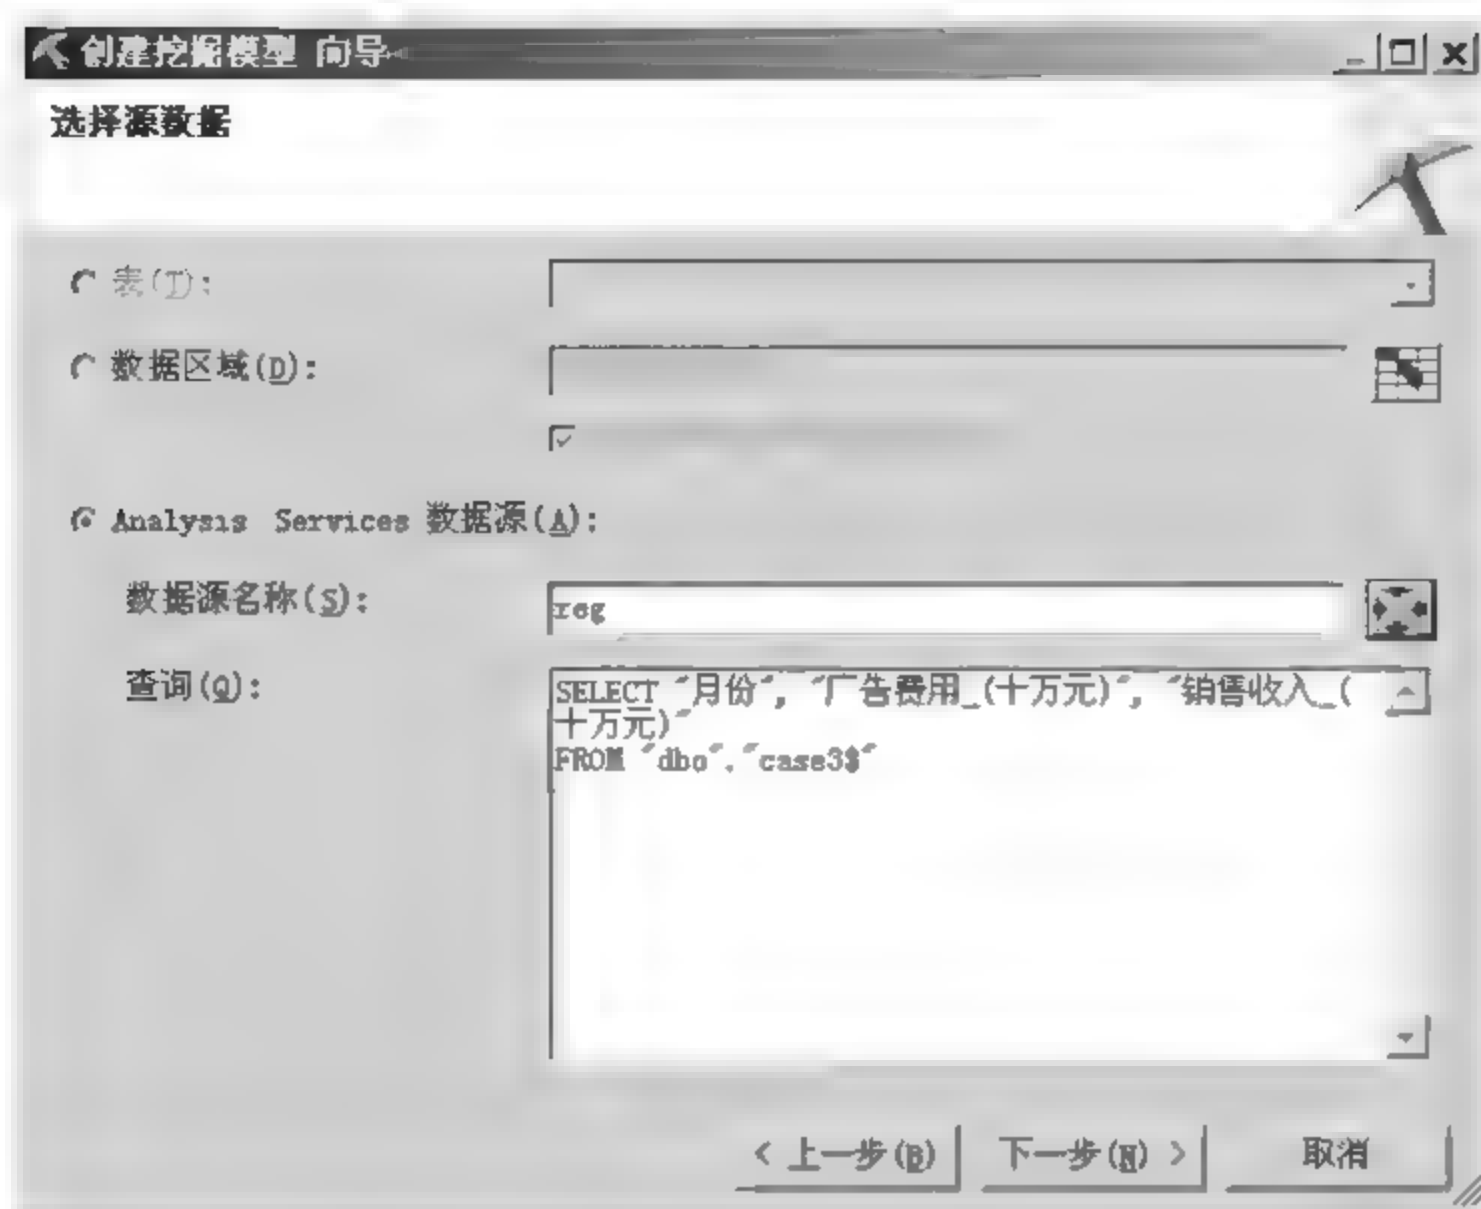 创建挖掘模型 向导
选择源数据
表(T):
数据区域(D):
Analysis Services 数据源(A):
数据源名称(S):
reg
查询(Q):
SELECT "月份", "广告费用_(十万元)", "销售收入_(
十万元)"
FROM "dbo"."case3$"
< 上一步(B)
下一步(N) >
取消